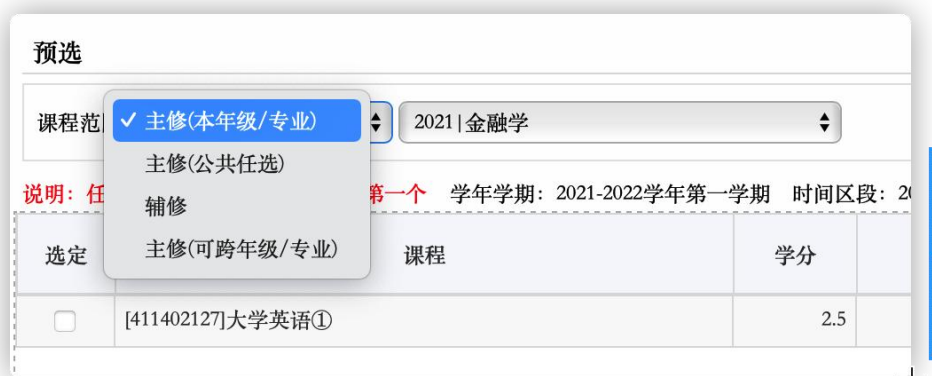 预选
课程范
✓ 主修(本年级/专业)
2021|金融学
主修(公共任选)
辅修
主修(可跨年级/专业)
说明：任
第一个 学年学期：2021-2022学年第一学期 时间区段：
选定 课程 学分
[411402127]大学英语① 2.5